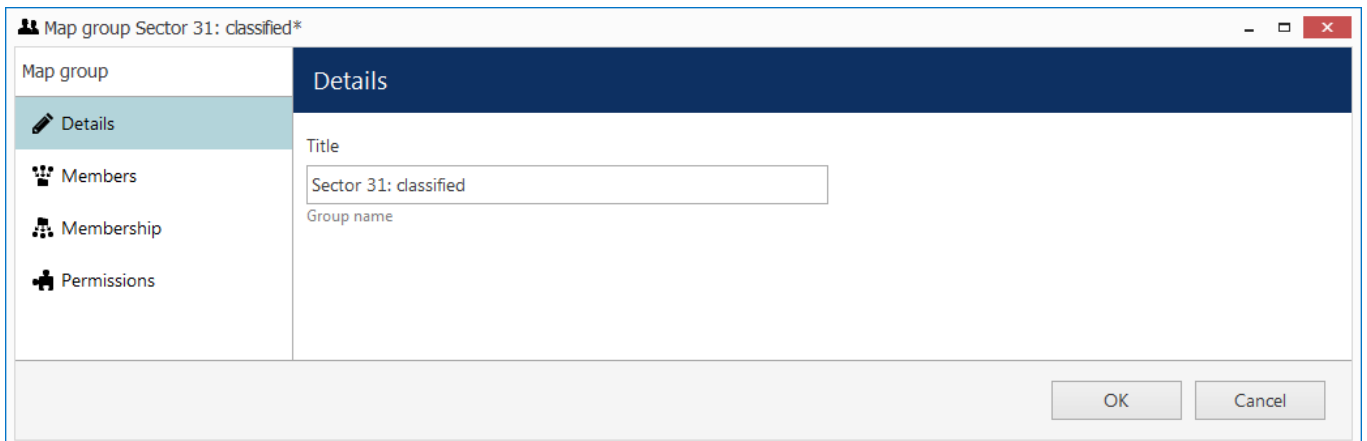 Map group Sector 31: classified*
Map group
Details
Members
Membership
Permissions
Details
Title
Sector 31: classified
Group name
OK
Cancel